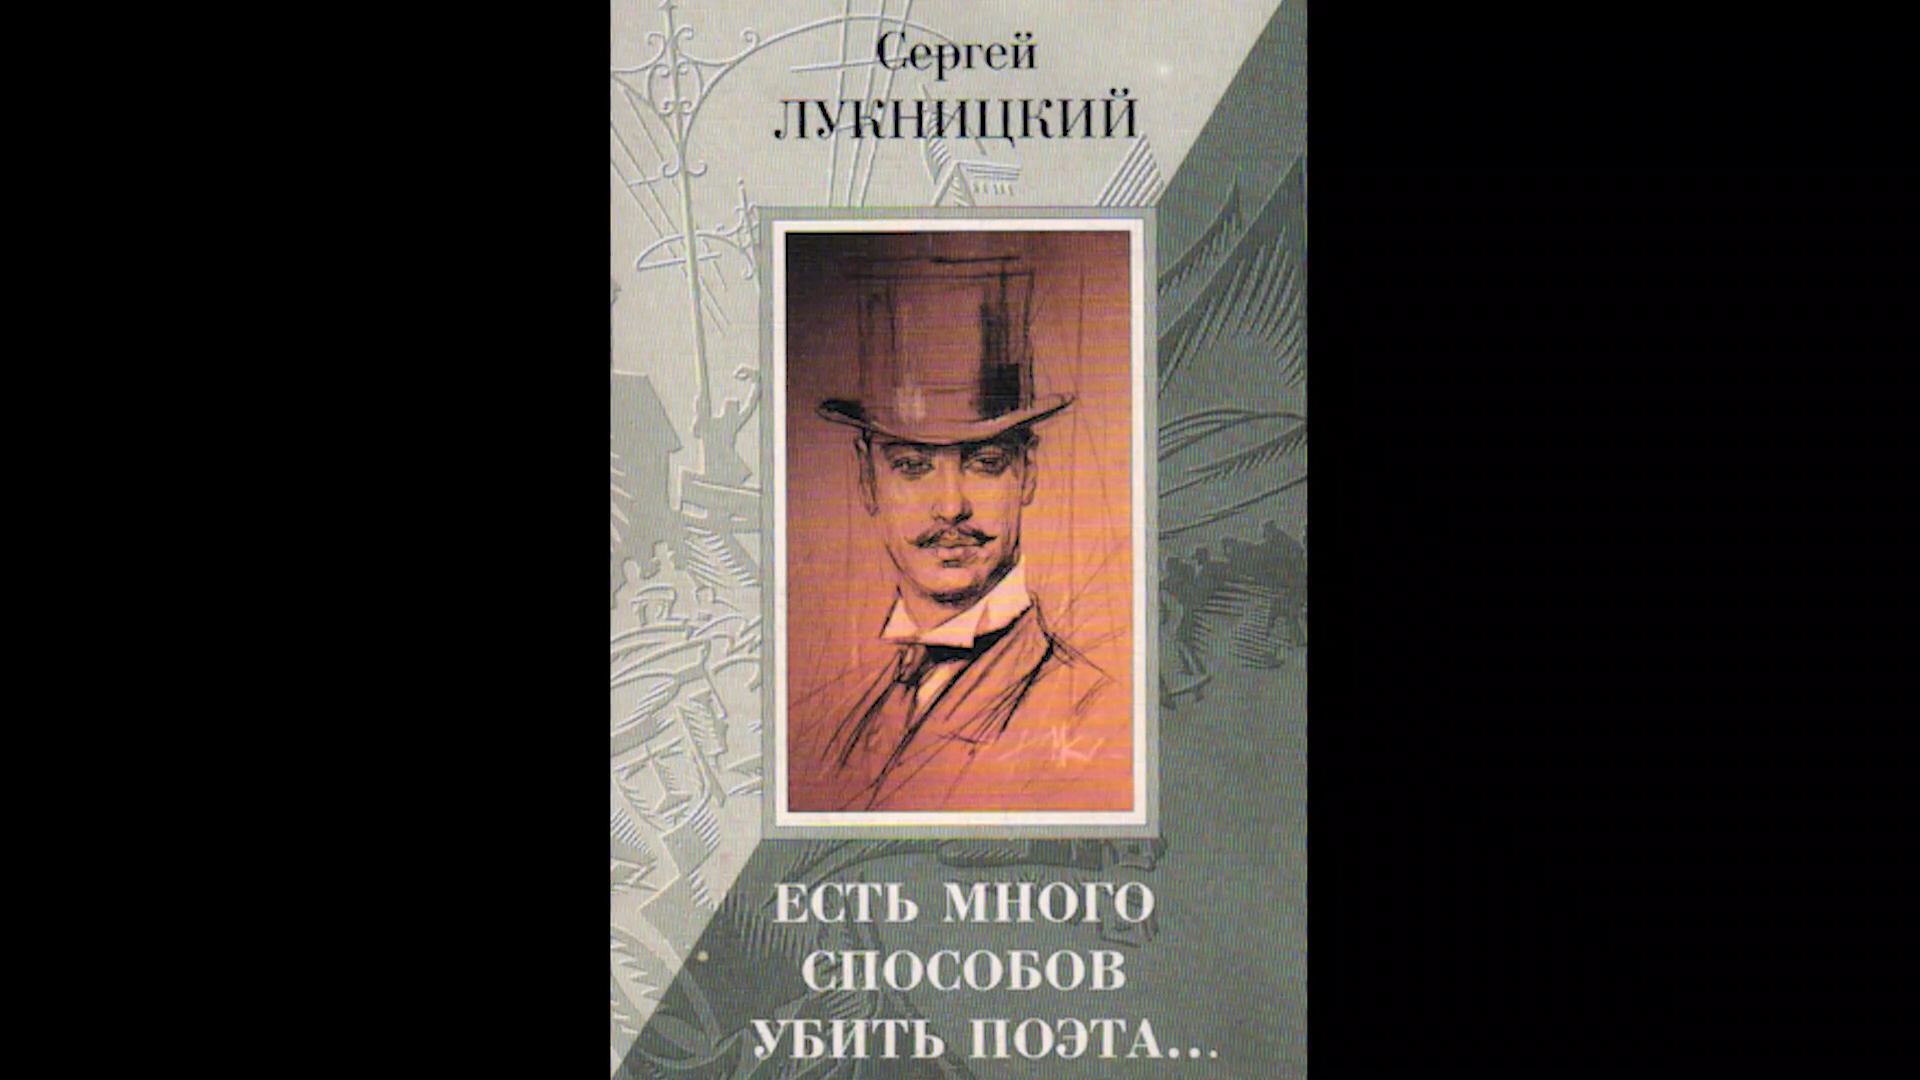 Сергей
ЛУКНИЦКИЙ
ЕСТЬ МНОГО
СПОСОБОВ
УБИТЬ ПОЭТА...